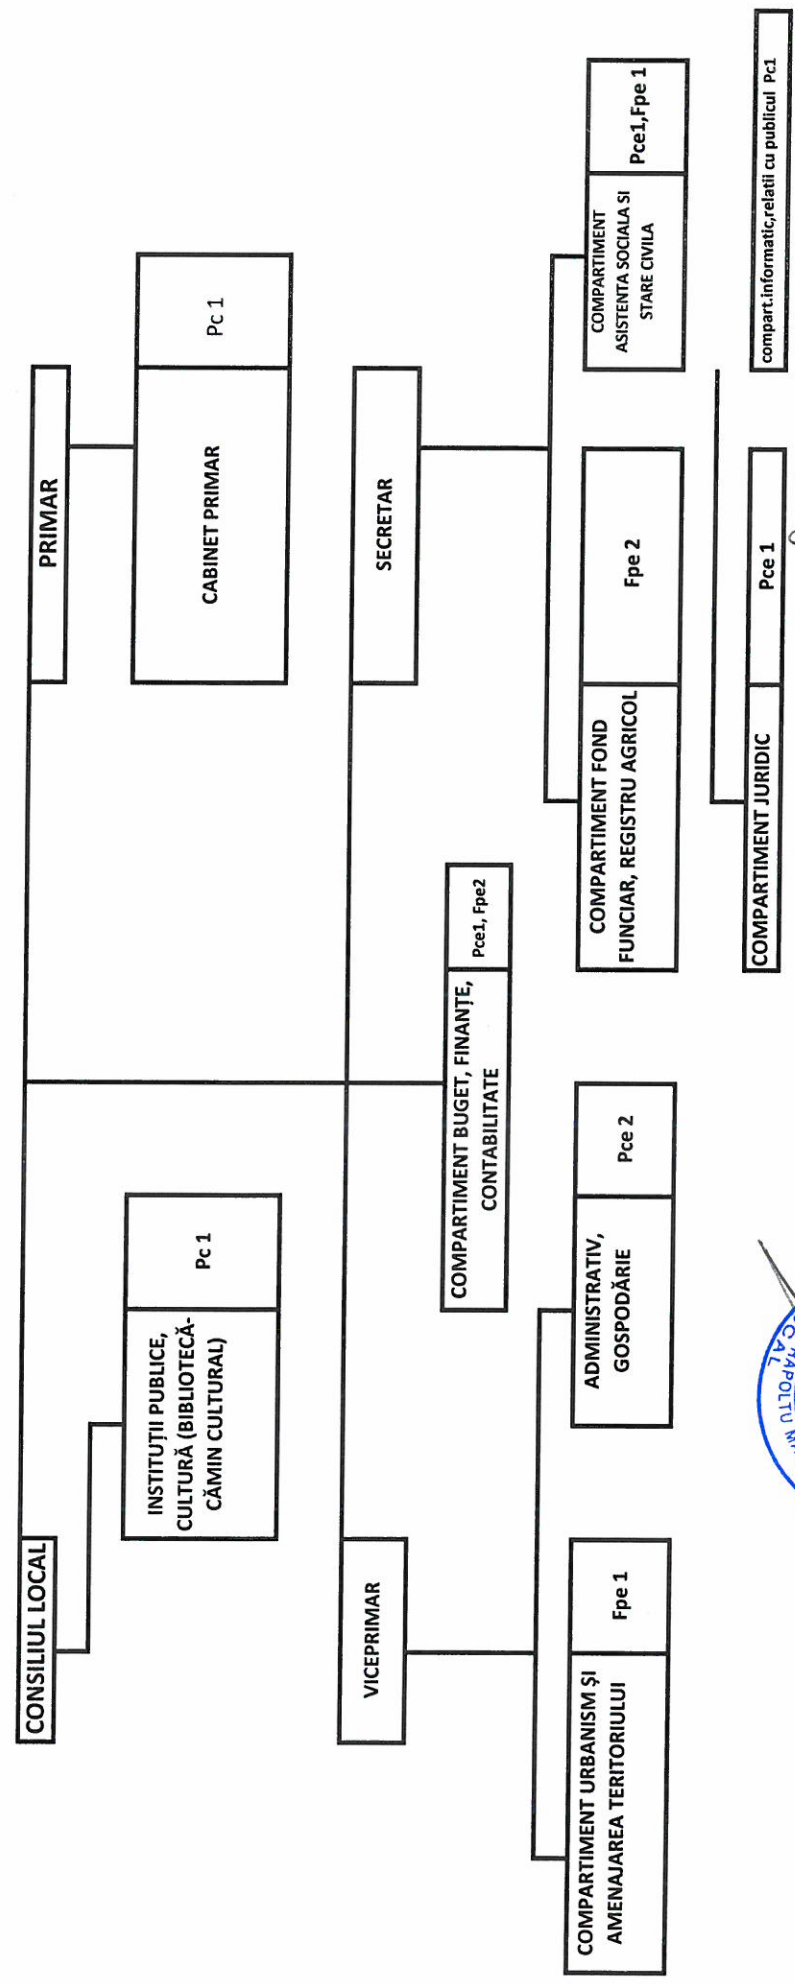 CONSILIUL LOCAL
PRIMAR
INSTITUȚII PUBLICE,
CULTURĂ (BIBLIOTECĂ-
CĂMIN CULTURAL)
Pc 1
CABINET PRIMAR
Pc 1
VICEPRIMAR
SECRETAR
COMPARTIMENT BUGET, FINANȚE,
CONTABILITATE
Pce1, Fpe2
COMPARTIMENT URBANISM ȘI
AMENAJAREA TERITORIULUI
Fpe 1
ADMINISTRATIV,
GOSPODĂRIE
Pce 2
COMPARTIMENT FOND
FUNCIAR, REGISTRU AGRICOL
Fpe 2
COMPARTIMENT
ASISTENTA SOCIALA SI
STARE CIVILA
Pce1,Fpe 1
COMPARTIMENT JURIDIC
Pce 1
compart.informatic,relatii cu publicul Pc1